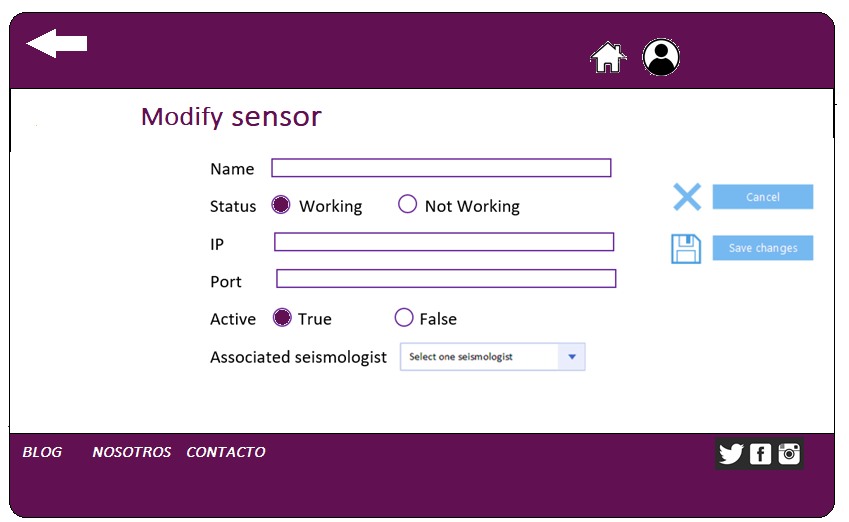 Modify sensor
Name
Status Working Not Working
IP
Port
Active True False
Associated seismologist Select one seismologist
Cancel
Save changes
BLOG NOSOTROS CONTACTO